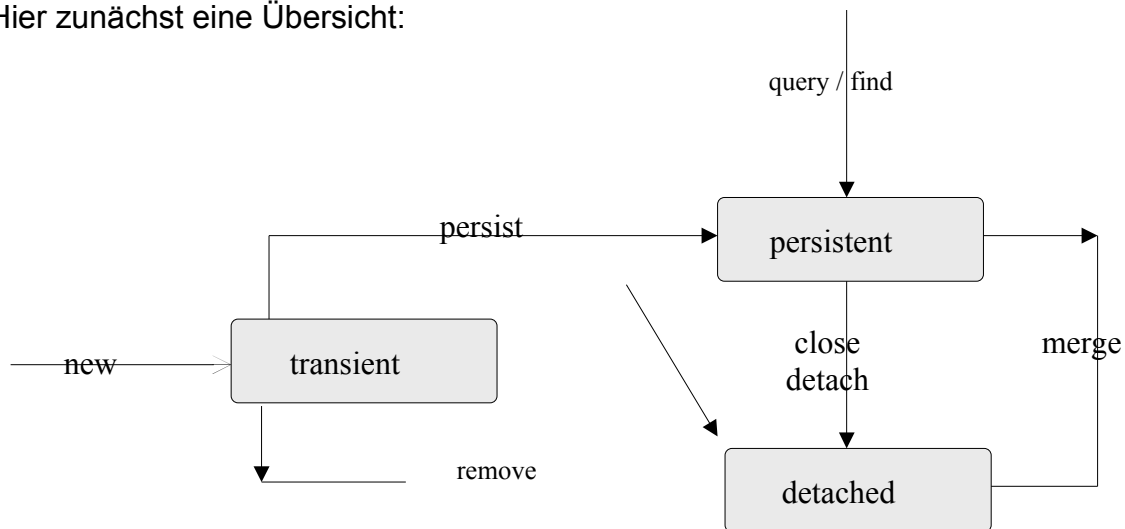 Hier zunächst eine Übersicht:
query / find
persist
persistent
new
transient
close
detach
merge
remove
detached